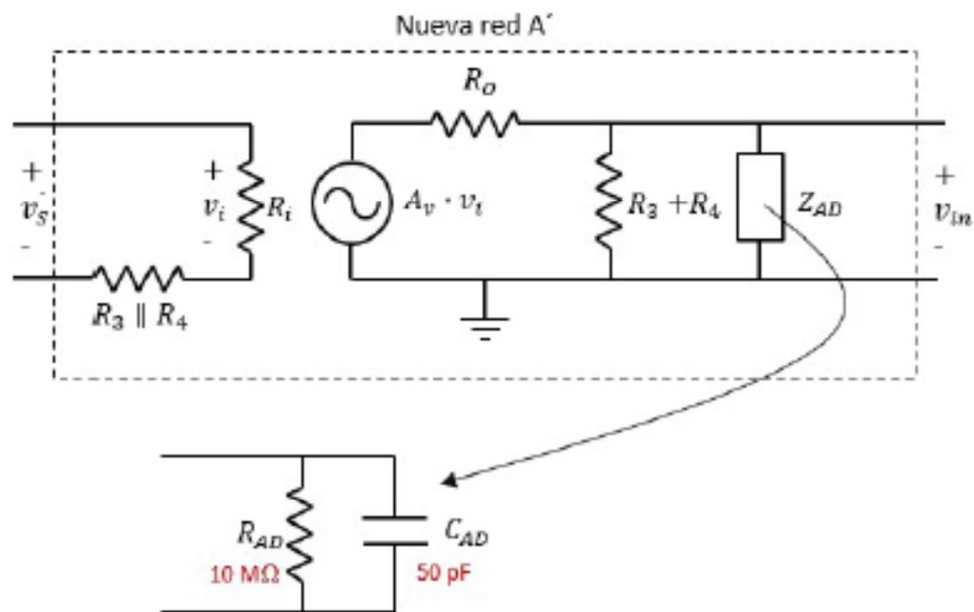 Nueva red A´
R_o
+
v_S
-
+
v_i
-
R_i
A_v · v_i
R_3 + R_4
Z_AD
+
v_in
-
R_3 ∥ R_4
R_AD
10 MΩ
C_AD
50 pF